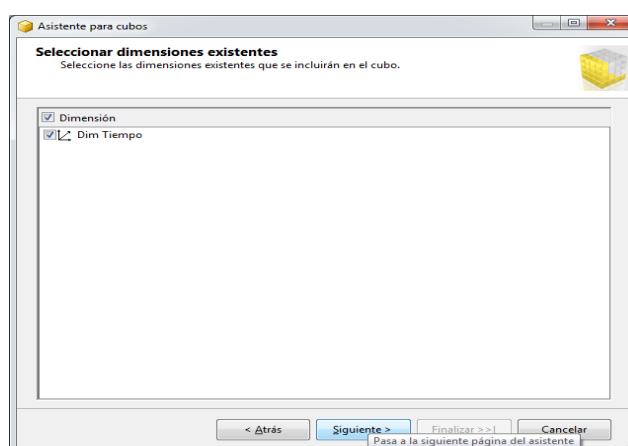 Asistente para cubos
Seleccionar dimensiones existentes
Seleccione las dimensiones existentes que se incluirán en el cubo.
Dimensión
Dim Tiempo
< Atrás Siguiente > Finalizar >>| Cancelar
Pasa a la siguiente página del asistente